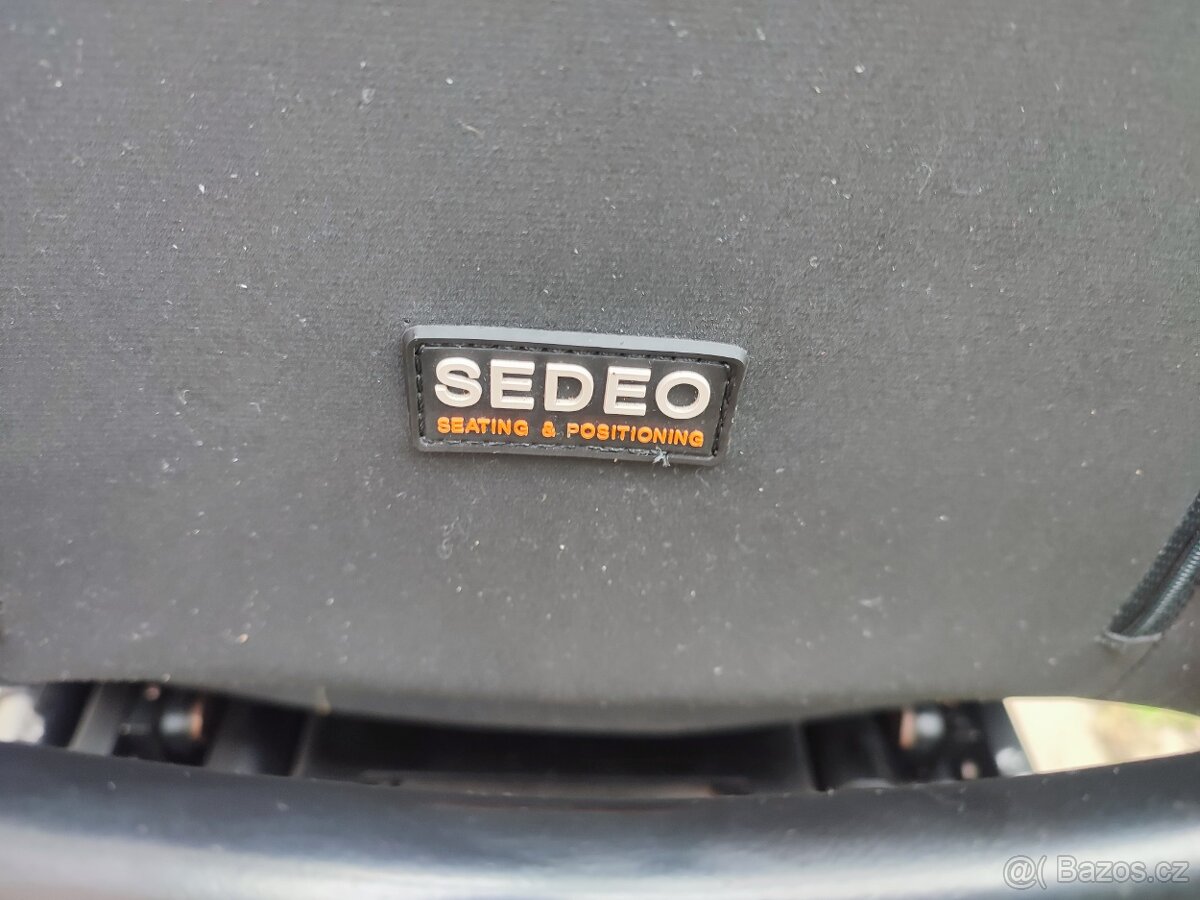 SEDEO
SEATING & POSITIONING
@( Bazos.cz